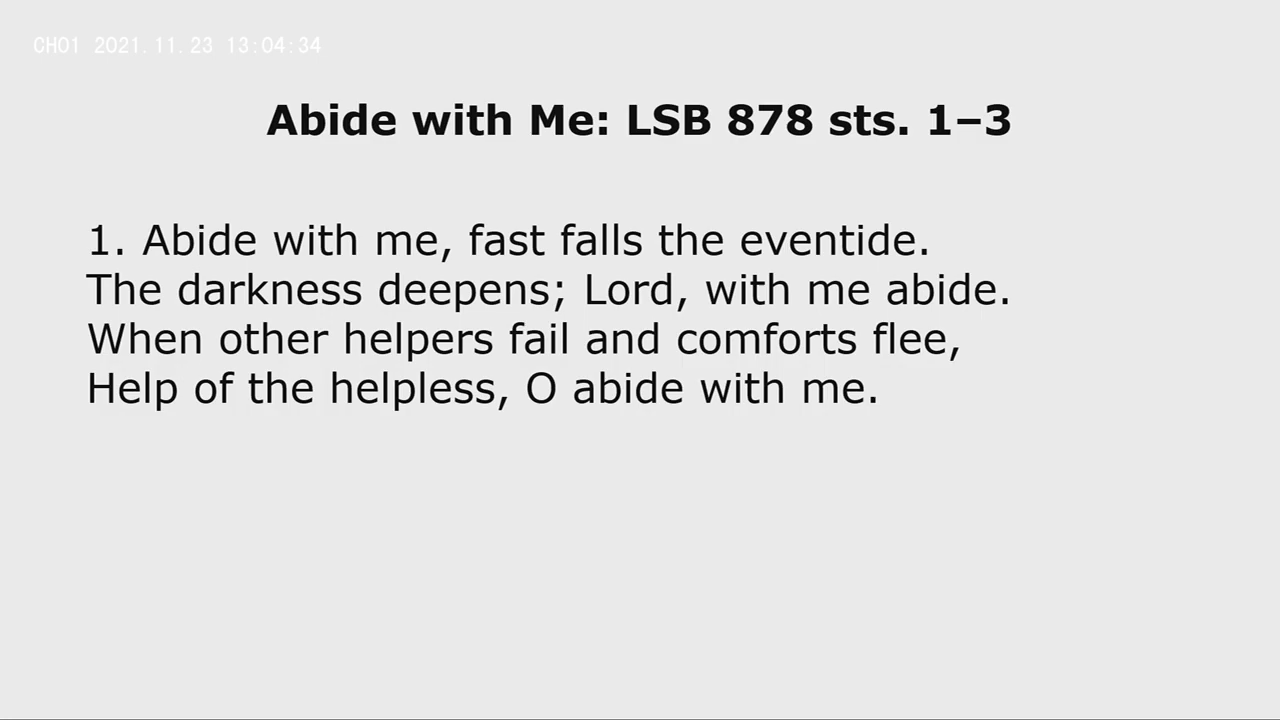 CH01 2021.11.23 13:04:34
Abide with Me: LSB 878 sts. 1–3
1. Abide with me, fast falls the eventide.
The darkness deepens; Lord, with me abide.
When other helpers fail and comforts flee,
Help of the helpless, O abide with me.